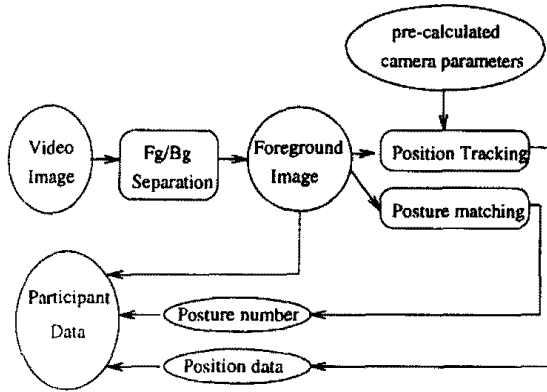 pre-calculated
camera parameters
Video
Image
Fg/Bg
Separation
Foreground
Image
Position Tracking
Posture matching
Participant
Data
Posture number
Position data